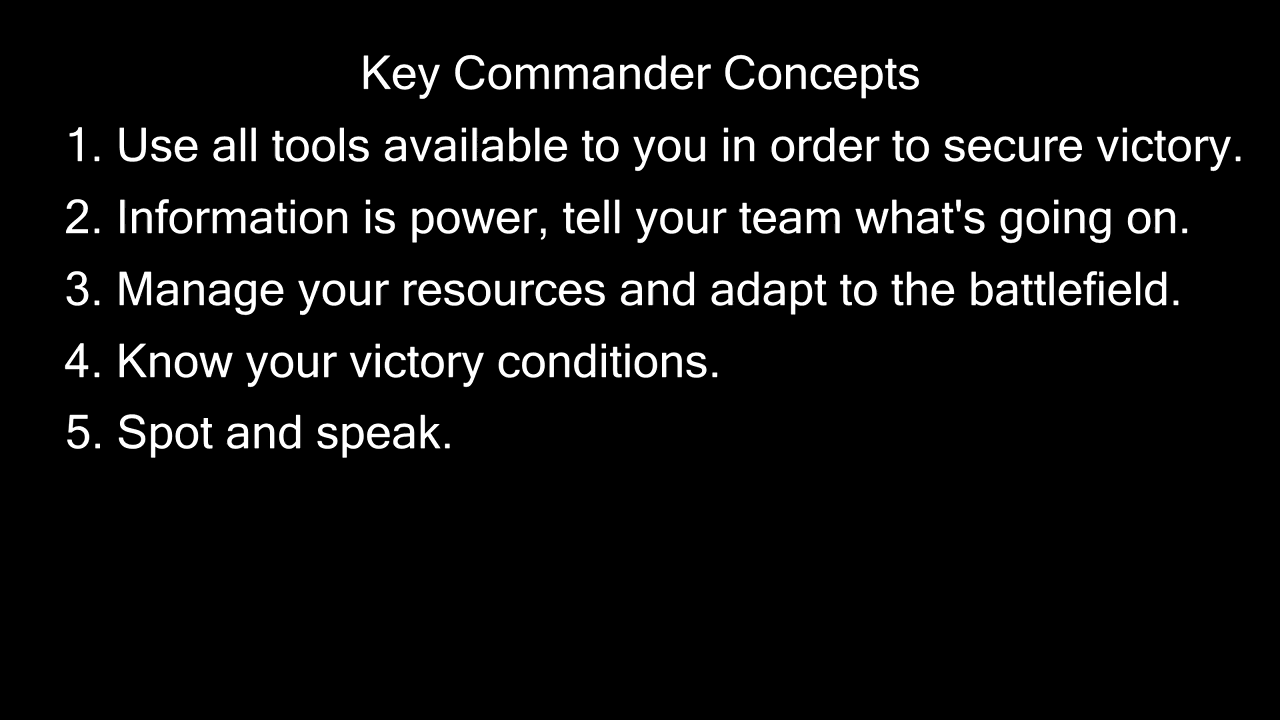 Key Commander Concepts
1. Use all tools available to you in order to secure victory.
2. Information is power, tell your team what's going on.
3. Manage your resources and adapt to the battlefield.
4. Know your victory conditions.
5. Spot and speak.